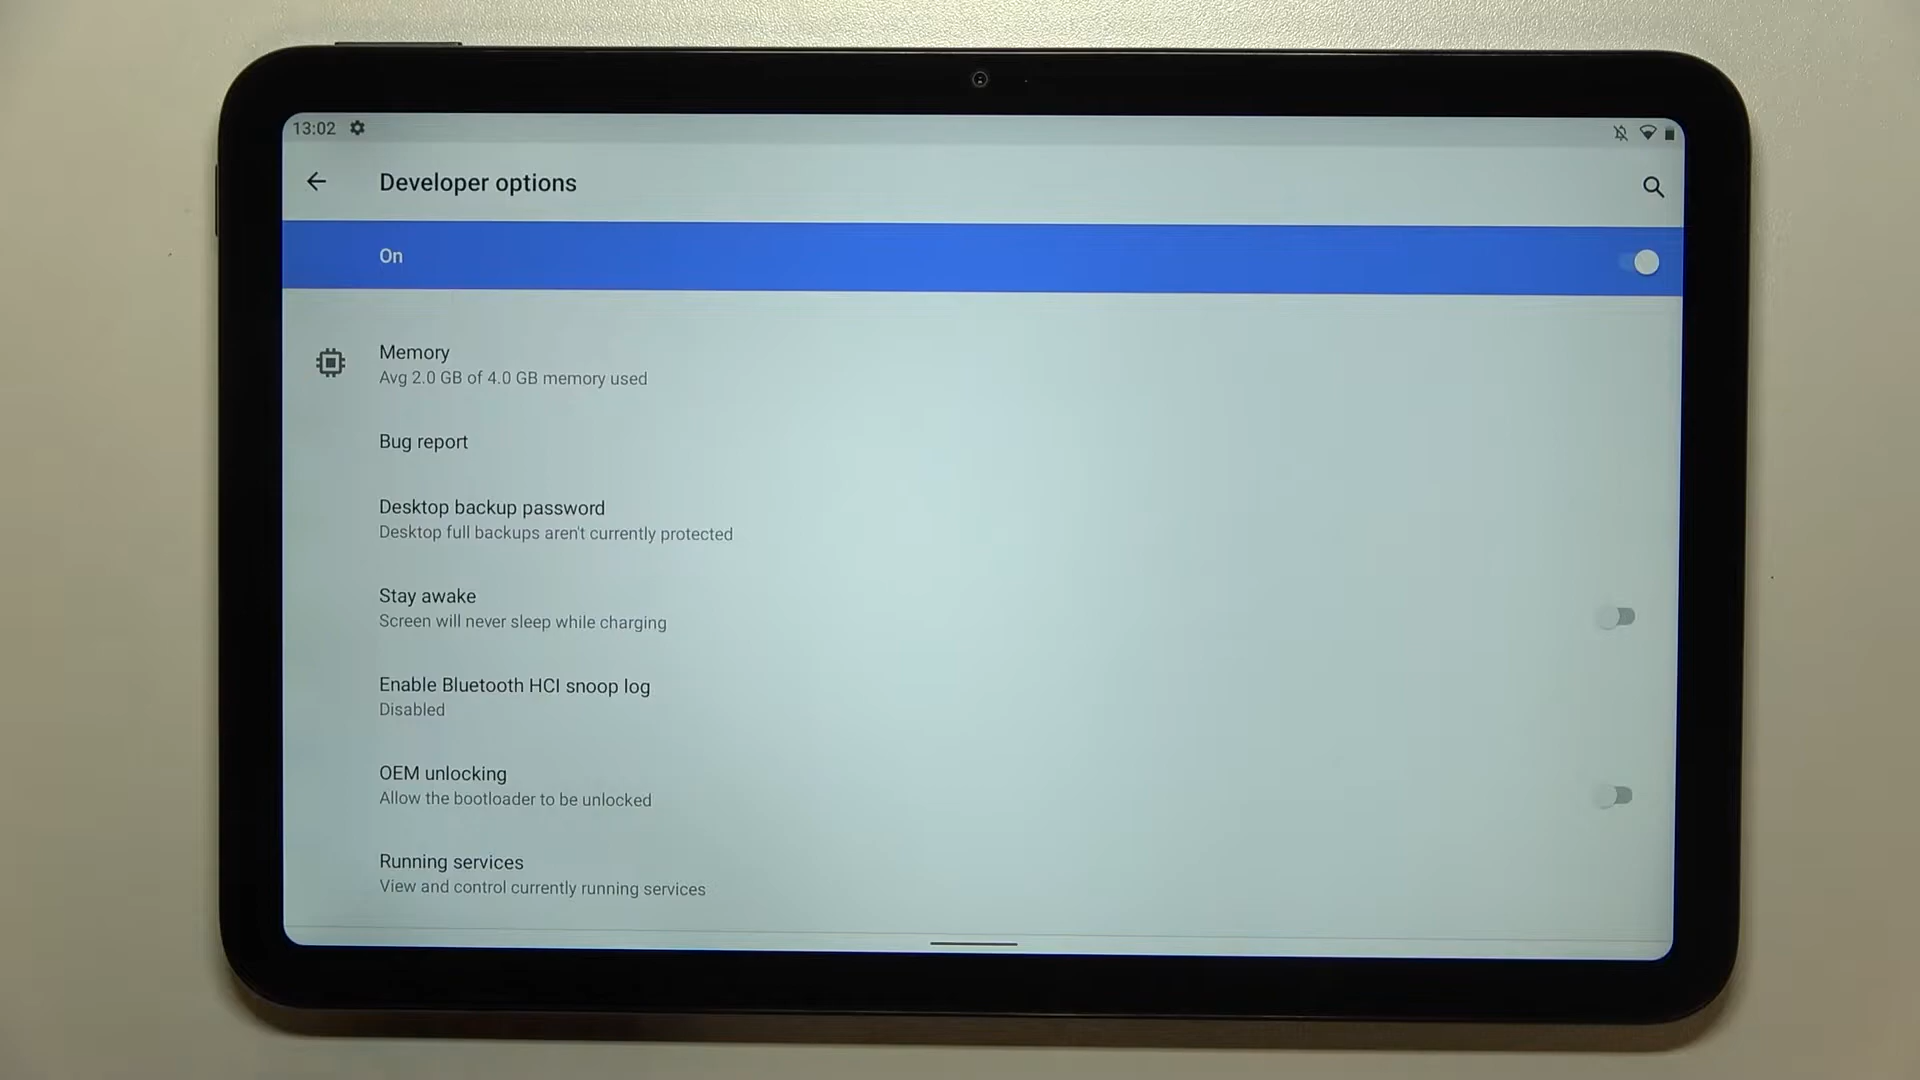 13:02
Developer options
On
Memory
Avg 2.0 GB of 4.0 GB memory used
Bug report
Desktop backup password
Desktop full backups aren't currently protected
Stay awake
Screen will never sleep while charging
Enable Bluetooth HCI snoop log
Disabled
OEM unlocking
Allow the bootloader to be unlocked
Running services
View and control currently running services